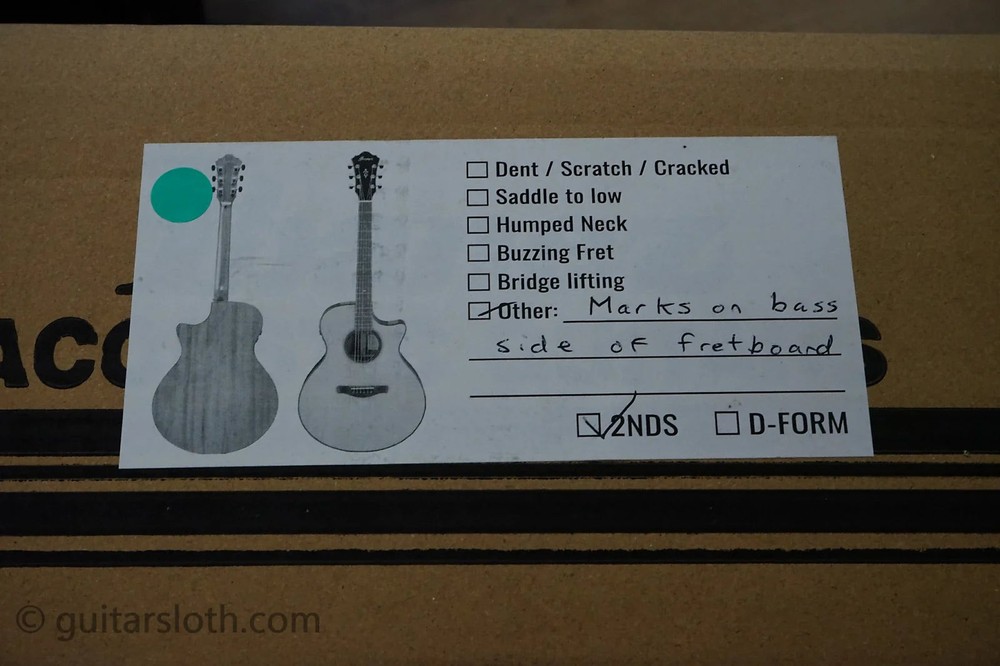 Dent / Scratch / Cracked
Saddle to low
Humped Neck
Buzzing Fret
Bridge lifting
Other: Marks on bass
side of fretboard
2NDS D-FORM
© guitarsloth.com